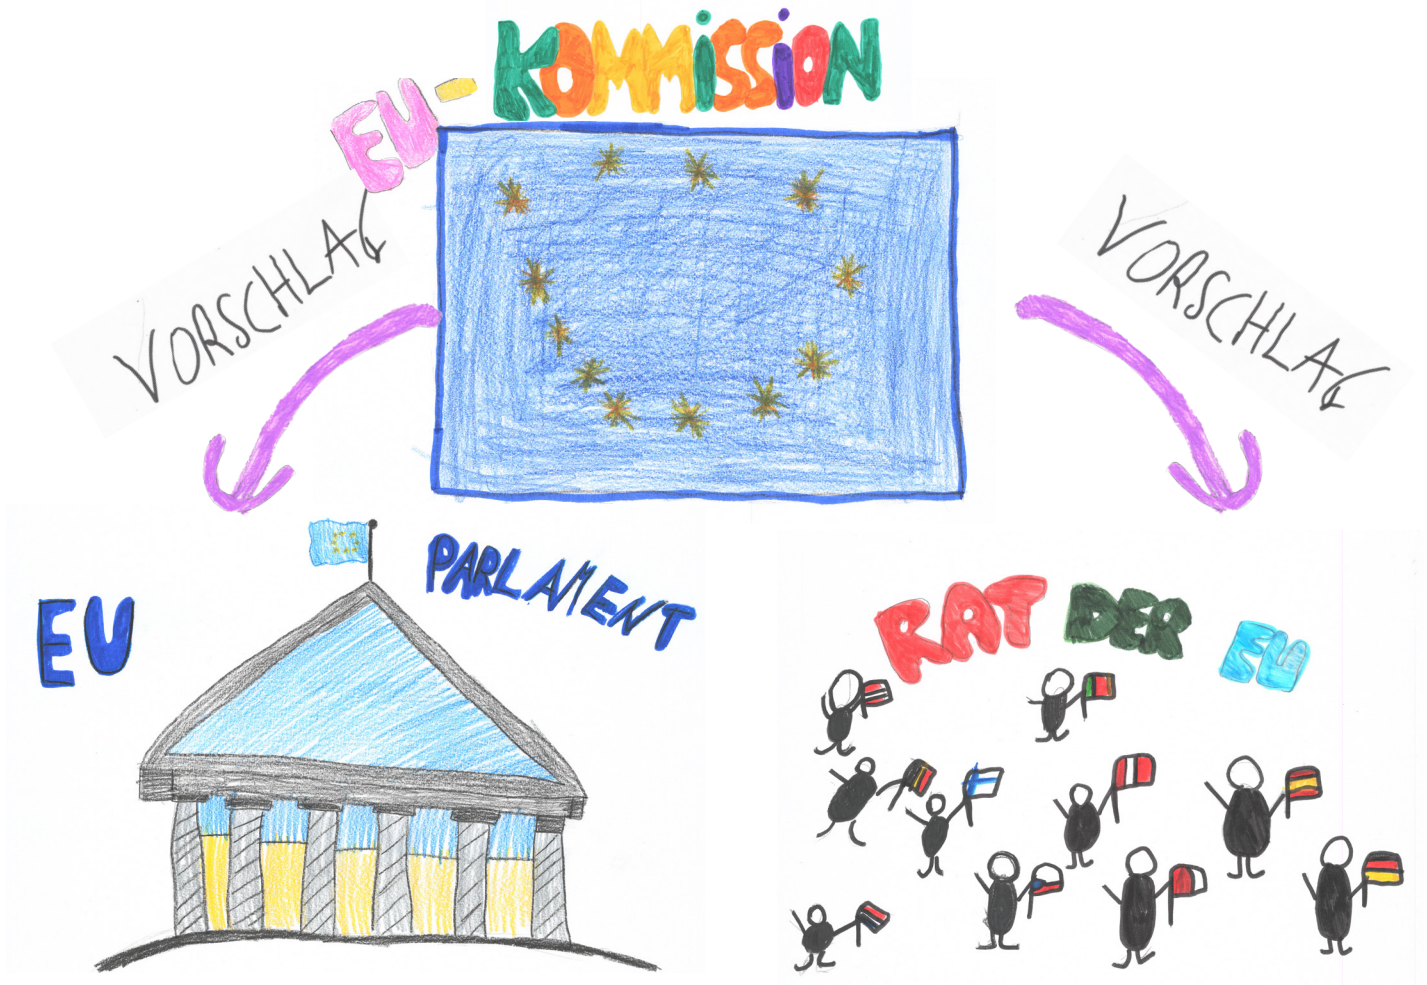 EU-KOMMISSION
VORSCHLAG
VORSCHLAG
EU PARLAMENT
RAT DER EU